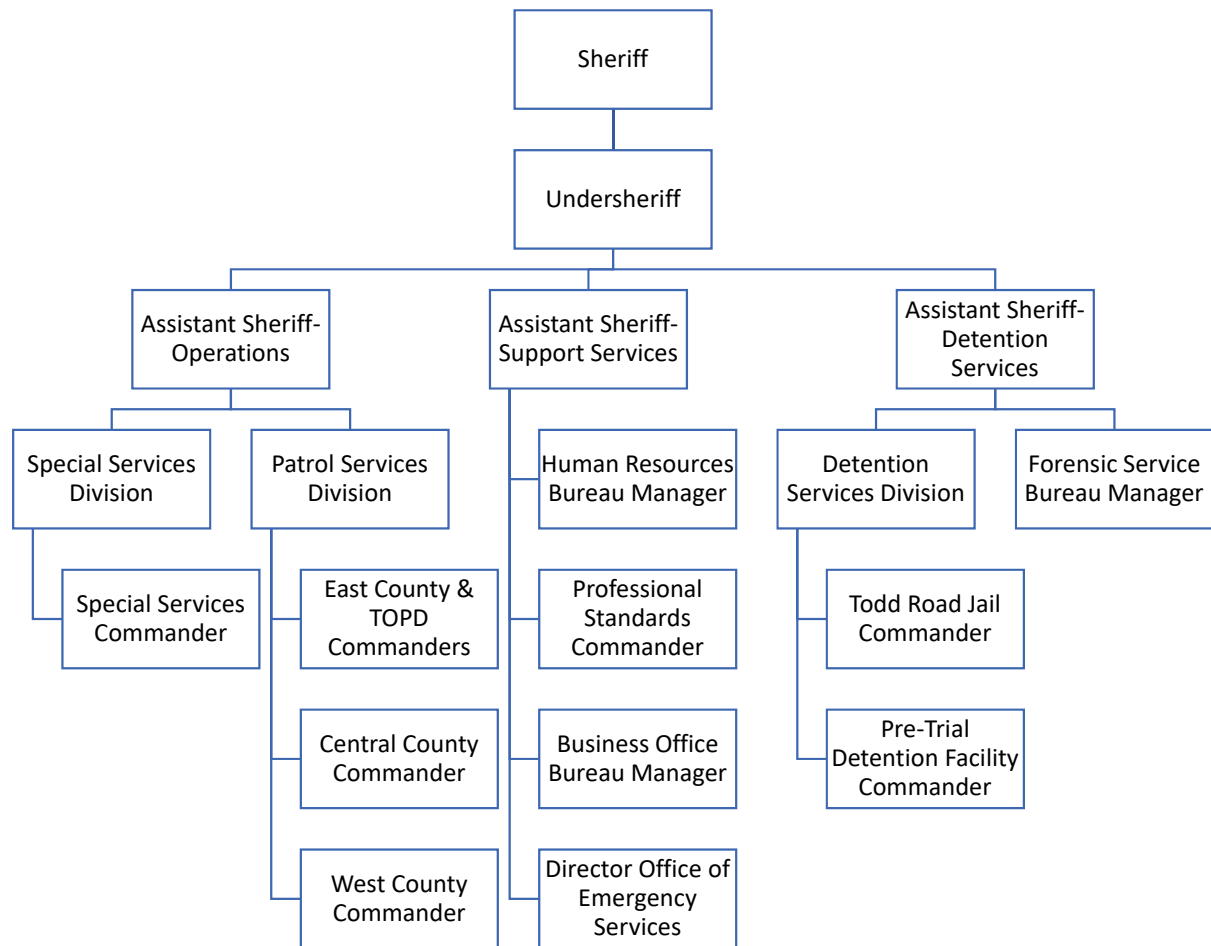 Sheriff
Undersheriff
Assistant Sheriff-
Operations
Assistant Sheriff-
Support Services
Assistant Sheriff-
Detention
Services
Special Services
Division
Patrol Services
Division
Human Resources
Bureau Manager
Detention
Services Division
Forensic Service
Bureau Manager
Special Services
Commander
East County &
TOPD
Commanders
Professional
Standards
Commander
Todd Road Jail
Commander
Central County
Commander
Business Office
Bureau Manager
Pre-Trial
Detention Facility
Commander
West County
Commander
Director Office of
Emergency
Services